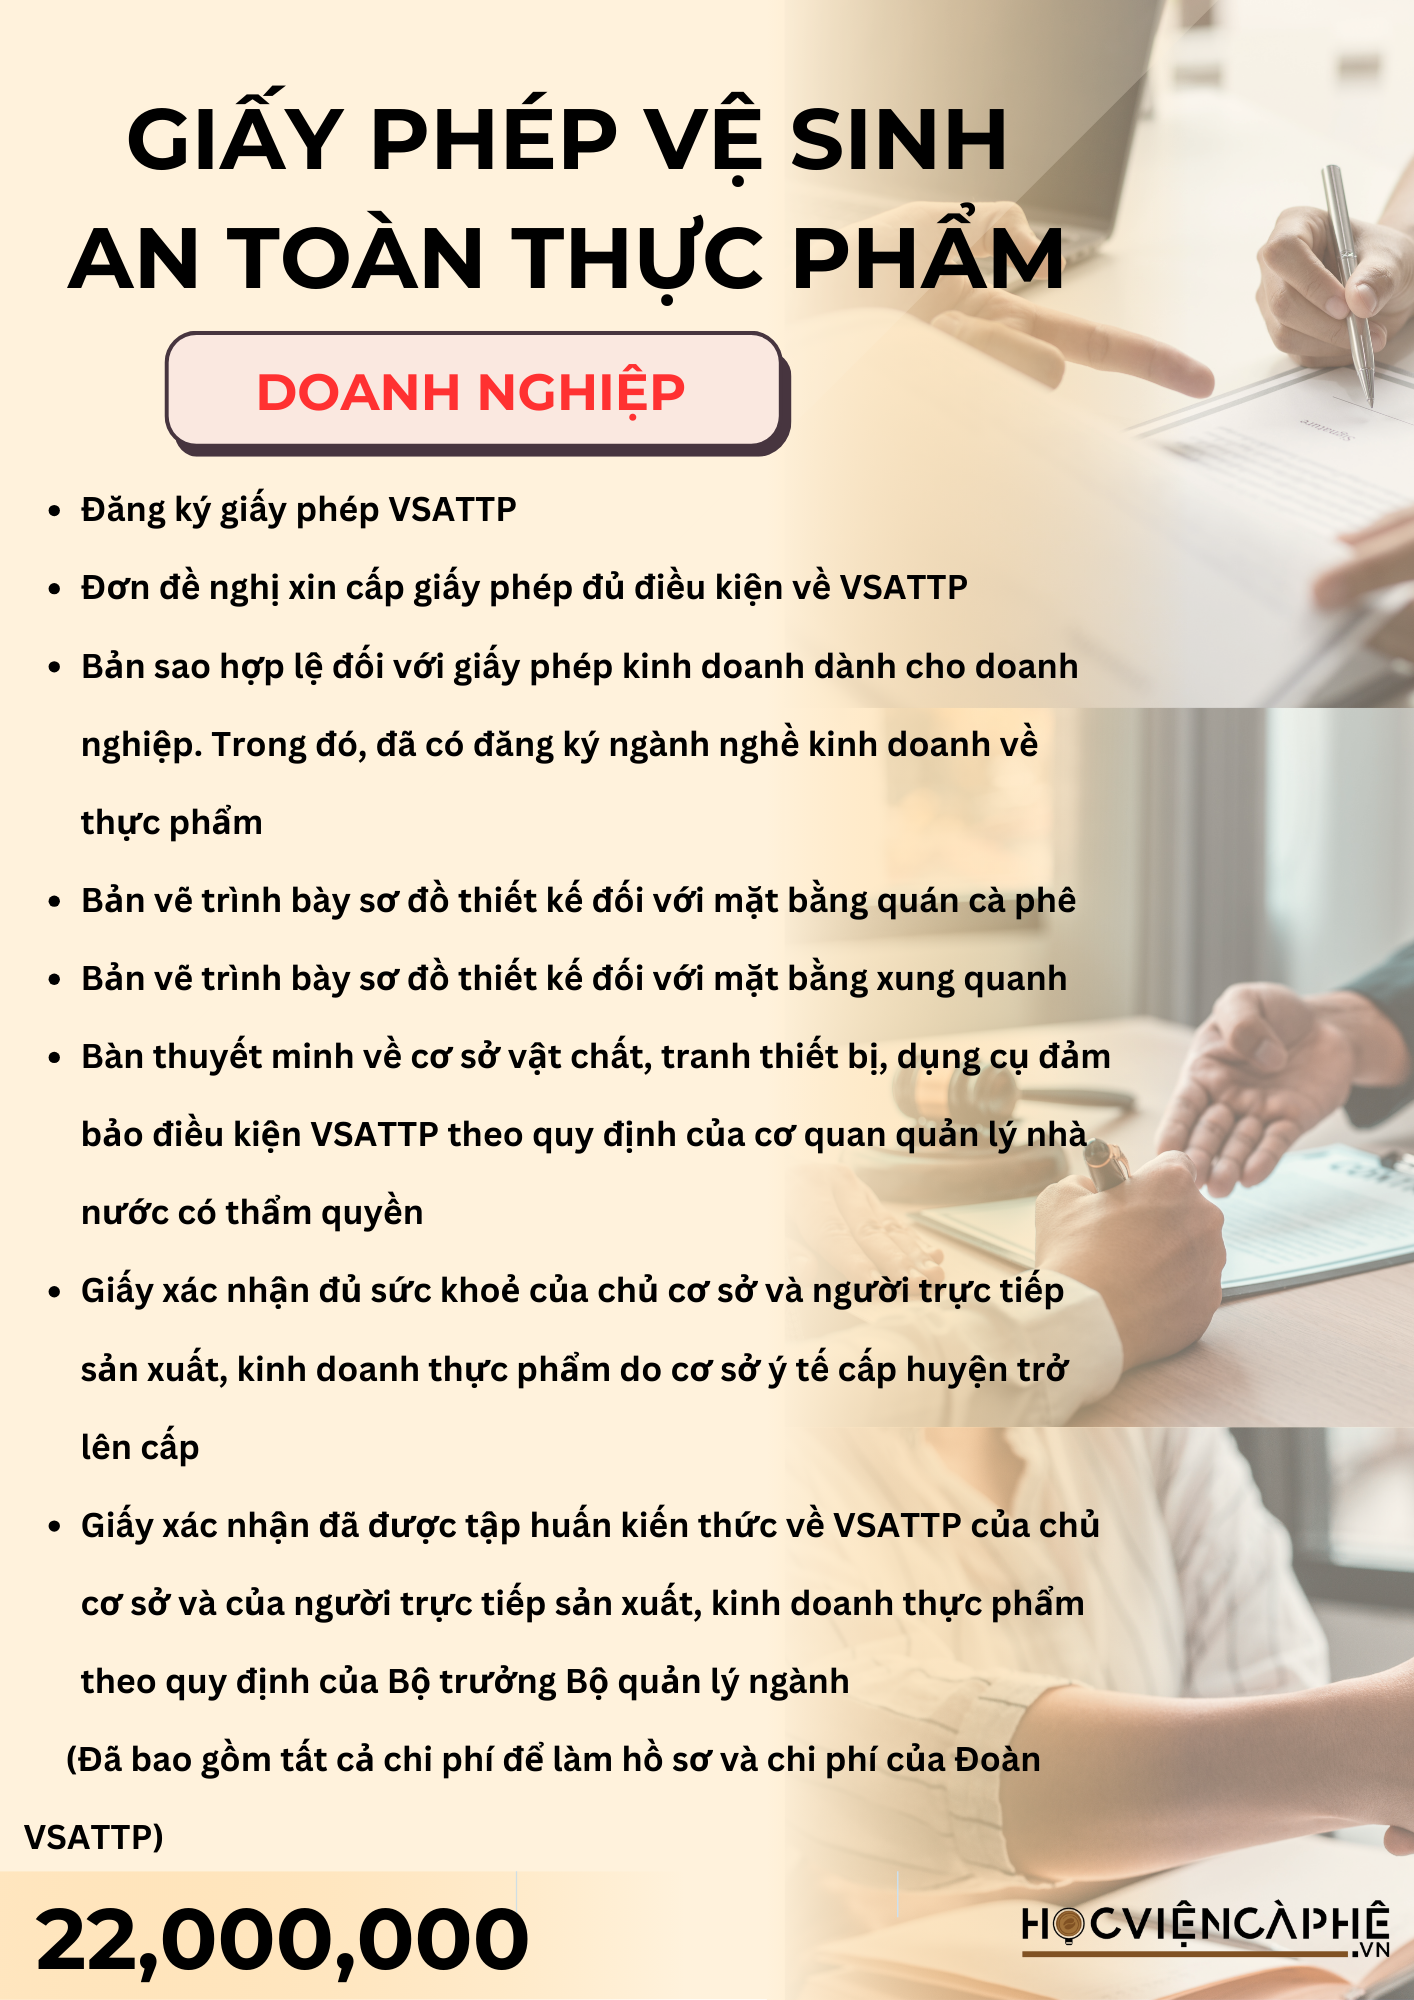 GIẤY PHÉP VỆ SINH
AN TOÀN THỰC PHẨM
DOANH NGHIỆP
• Đăng ký giấy phép VSATTP
• Đơn đề nghị xin cấp giấy phép đủ điều kiện về VSATTP
• Bản sao hợp lệ đối với giấy phép kinh doanh dành cho doanh
nghiệp. Trong đó, đã có đăng ký ngành nghề kinh doanh về
thực phẩm
• Bản vẽ trình bày sơ đồ thiết kế đối với mặt bằng quán cà phê
• Bản vẽ trình bày sơ đồ thiết kế đối với mặt bằng xung quanh
• Bàn thuyết minh về cơ sở vật chất, tranh thiết bị, dụng cụ đảm
bảo điều kiện VSATTP theo quy định của cơ quan quản lý nhà
nước có thẩm quyền
• Giấy xác nhận đủ sức khoẻ của chủ cơ sở và người trực tiếp
sản xuất, kinh doanh thực phẩm do cơ sở ý tế cấp huyện trở
lên cấp
• Giấy xác nhận đã được tập huấn kiến thức về VSATTP của chủ
cơ sở và của người trực tiếp sản xuất, kinh doanh thực phẩm
theo quy định của Bộ trưởng Bộ quản lý ngành
(Đã bao gồm tất cả chi phí để làm hồ sơ và chi phí của Đoàn
VSATTP)
22,000,000
HỌCVIỆNCÀPHÊ
.VN
Signature